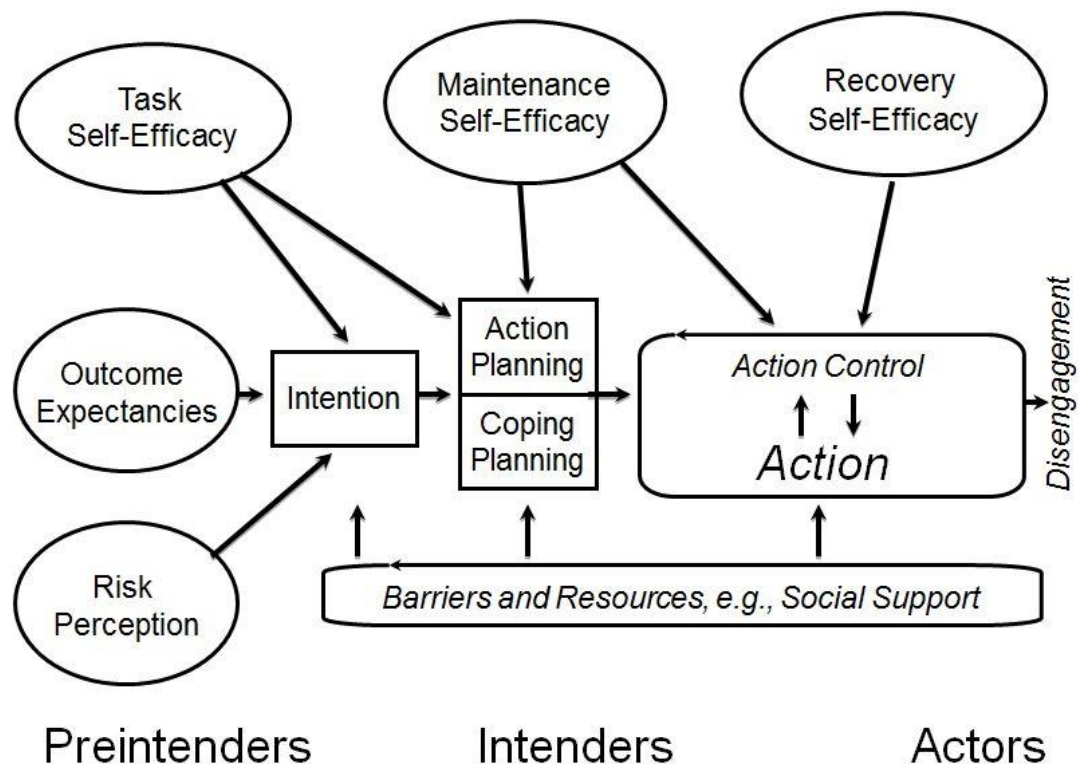 Task
Self-Efficacy
Maintenance
Self-Efficacy
Recovery
Self-Efficacy
Outcome
Expectancies
Intention
Action
Planning
Coping
Planning
Action Control
Action
Disengagement
Risk
Perception
Barriers and Resources, e.g., Social Support
Preintenders
Intenders
Actors